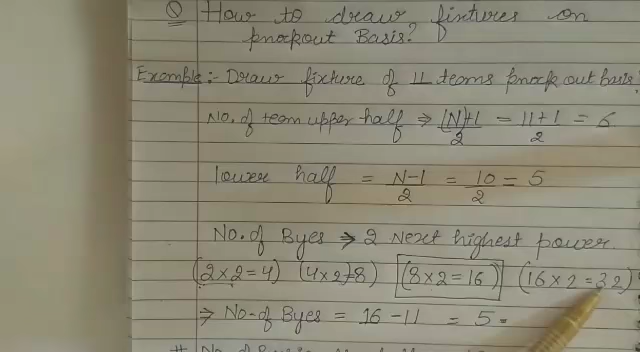 Q How to draw fixtures on
knockout Basis?
Example:- Draw fixture of 11 teams knock out basis?
No. of team upper half ⇒ (N)+1/2 = 11+1/2 = 6
lower half = N-1/2 = 10/2 = 5
No. of Byes → 2 Next highest power
(2×2=4) (4×2=8) (8×2=16) (16×2=32)
⇒ No-of Byes = 16-11 = 5-